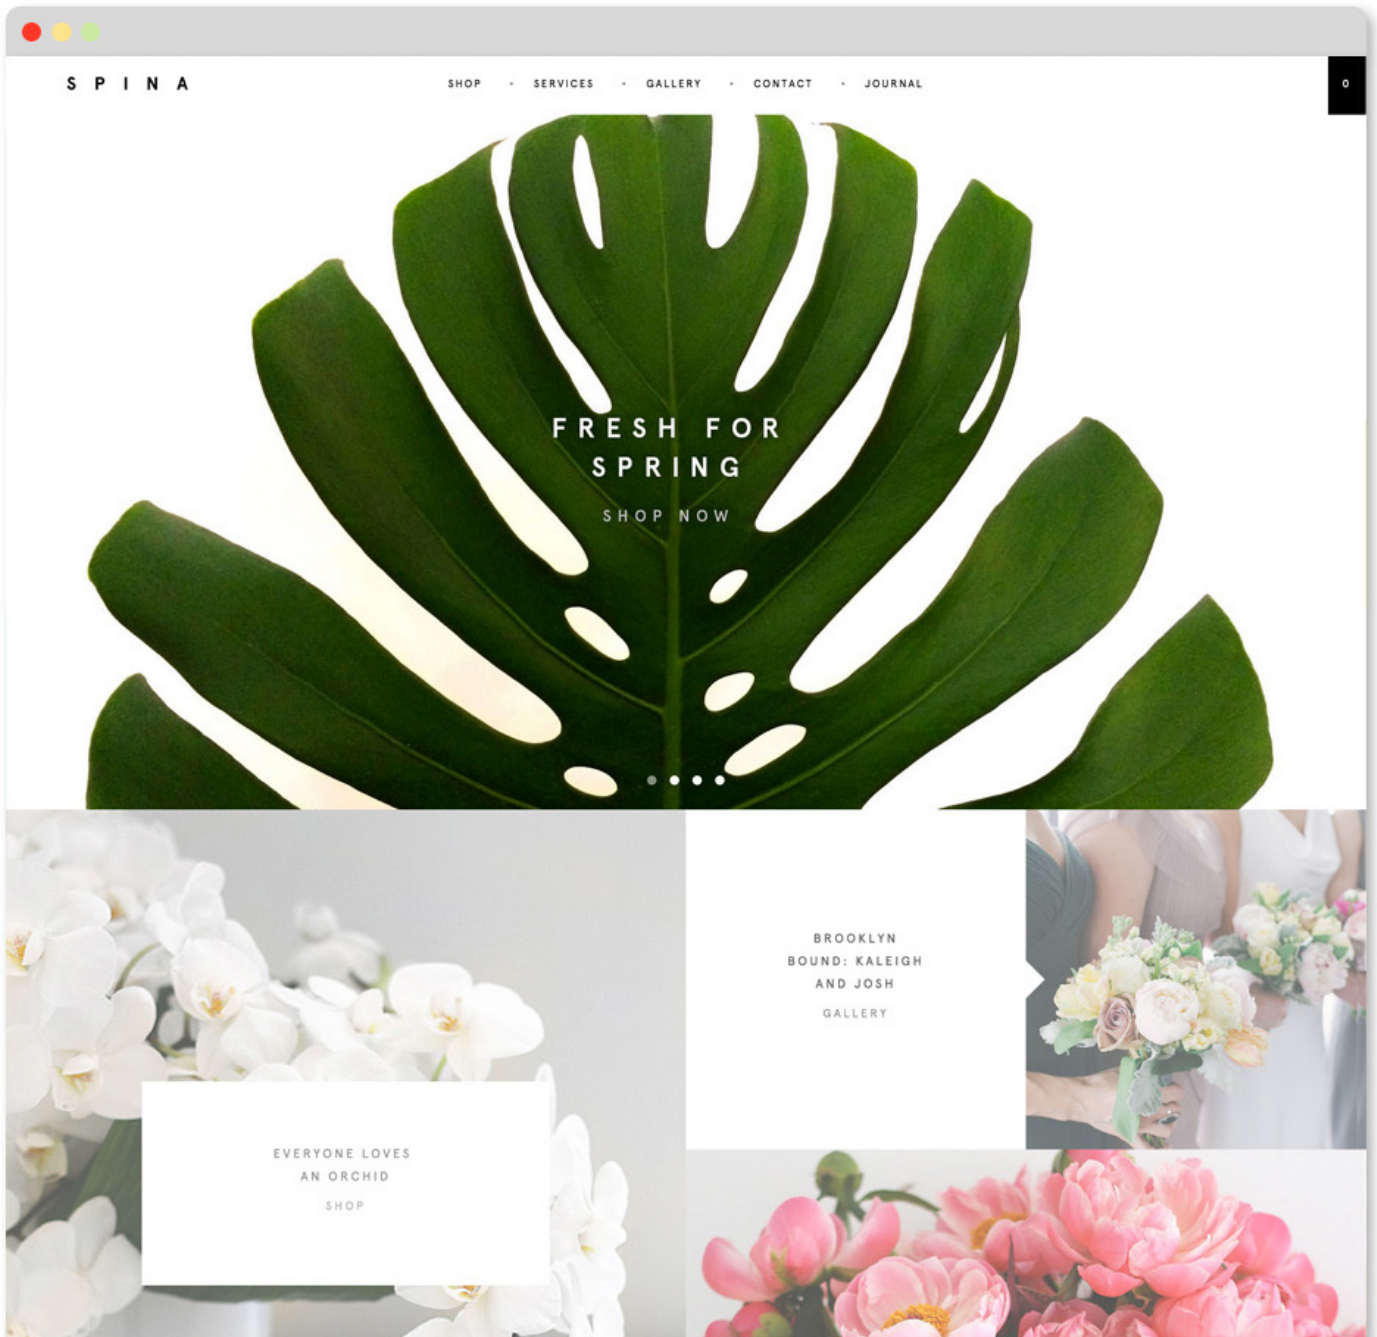 SPINA
SHOP - SERVICES - GALLERY - CONTACT - JOURNAL
0
FRESH FOR
SPRING
SHOP NOW
BROOKLYN
BOUND: KALEIGH
AND JOSH
GALLERY
EVERYONE LOVES
AN ORCHID
SHOP